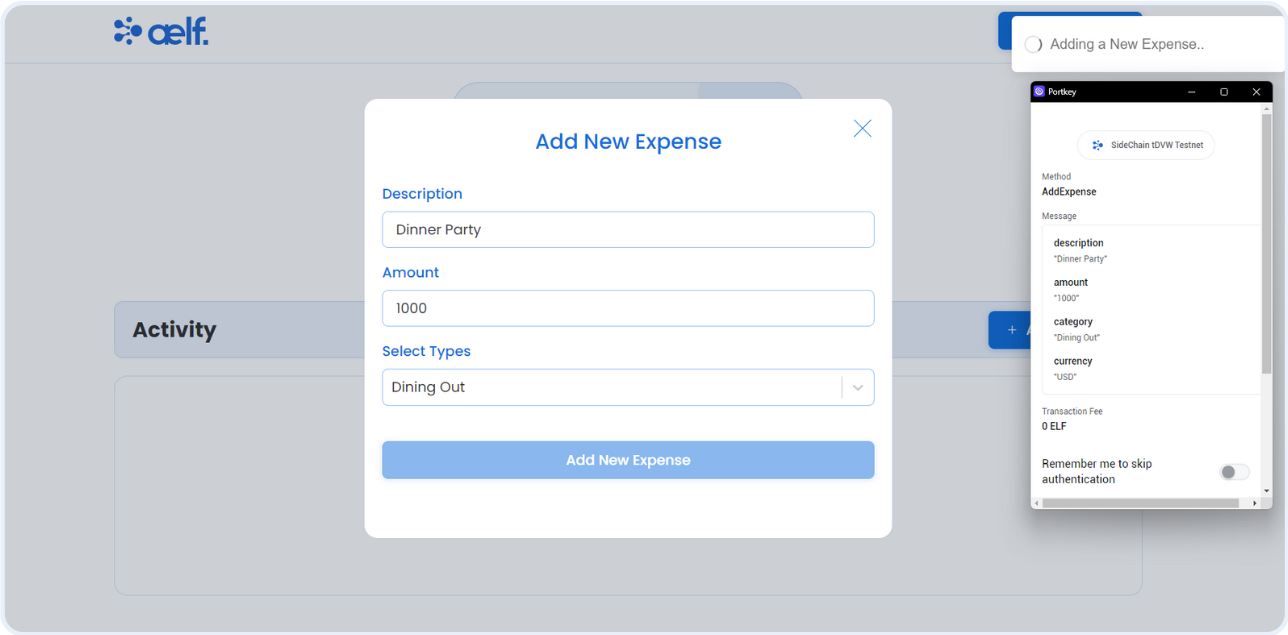 aelf.
Adding a New Expense..
Portkey
Add New Expense
SideChain tDVW Testnet
Description
Dinner Party
Amount
1000
Select Types
Dining Out
Add New Expense
Method
AddExpense
Message
description
"Dinner Party"
amount
"1000"
category
"Dining Out"
currency
"USD"
Transaction Fee
0 ELF
Remember me to skip
authentication
Activity
+